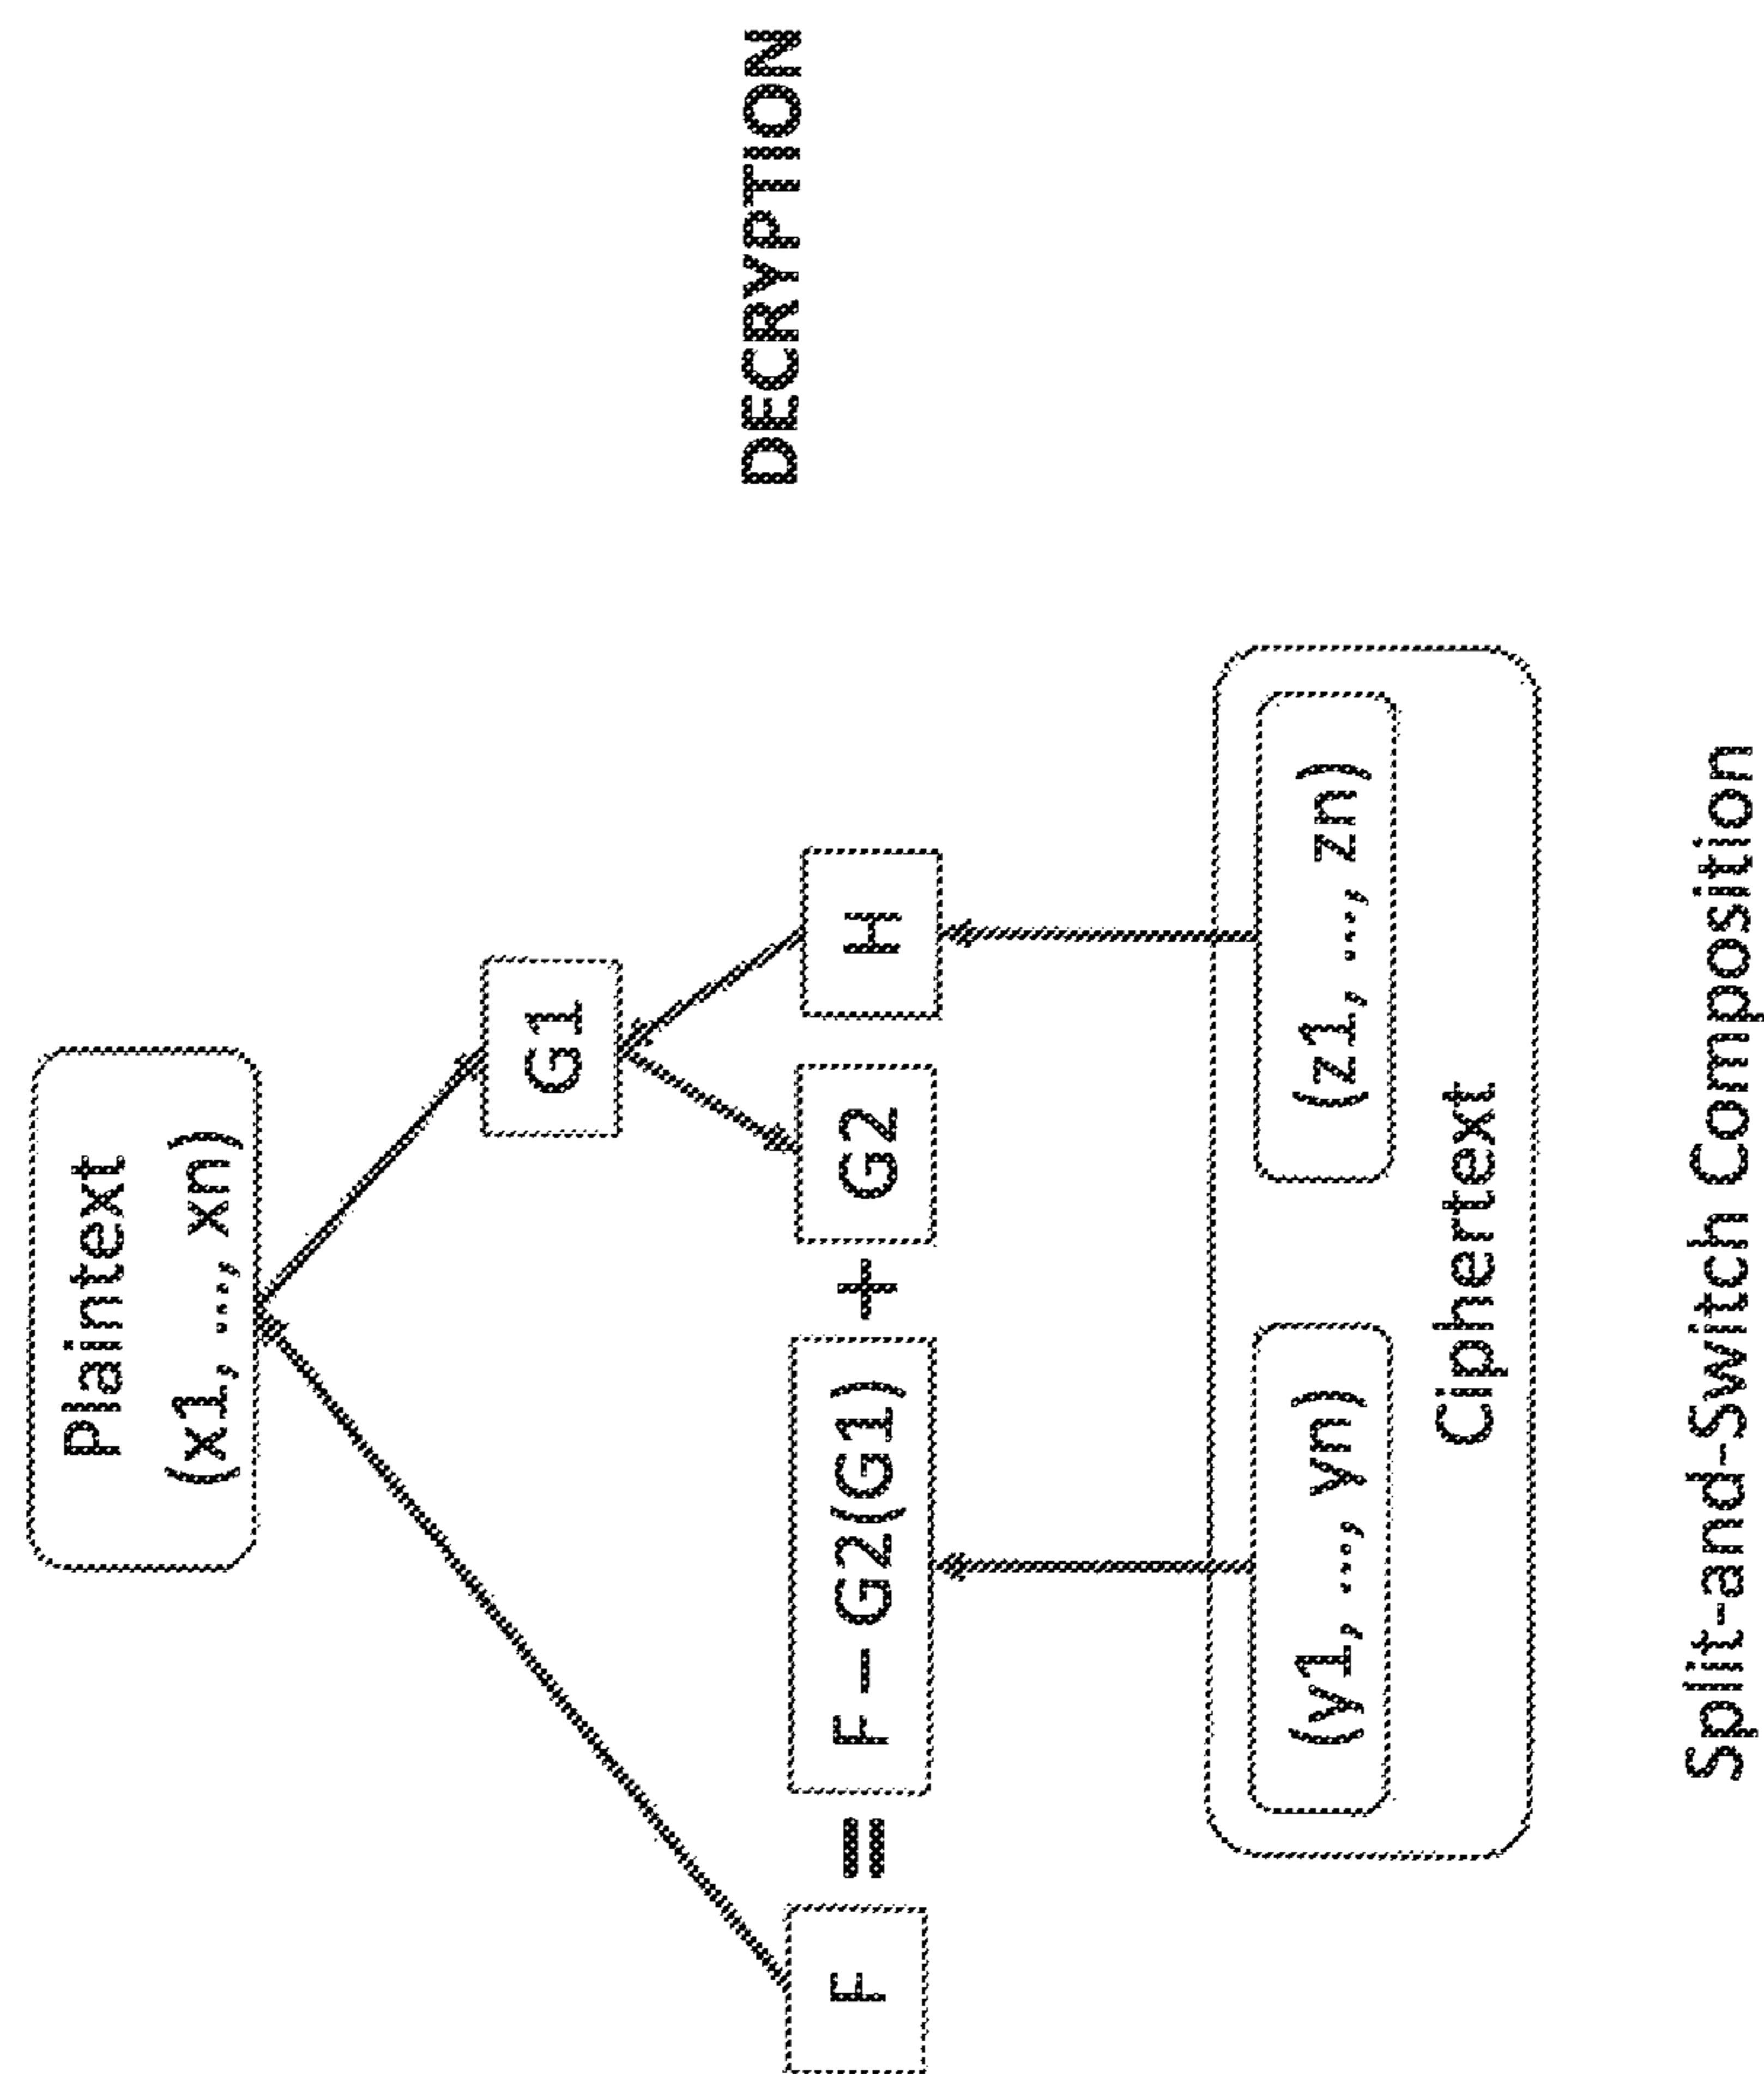 Plaintext
(x1, ..., xn)
G1
F = F – G2(G1) + G2 H
(y1, ..., yn) (z1, ..., zn)
Ciphertext
DECRYPTION
Split-and-Switch Composition